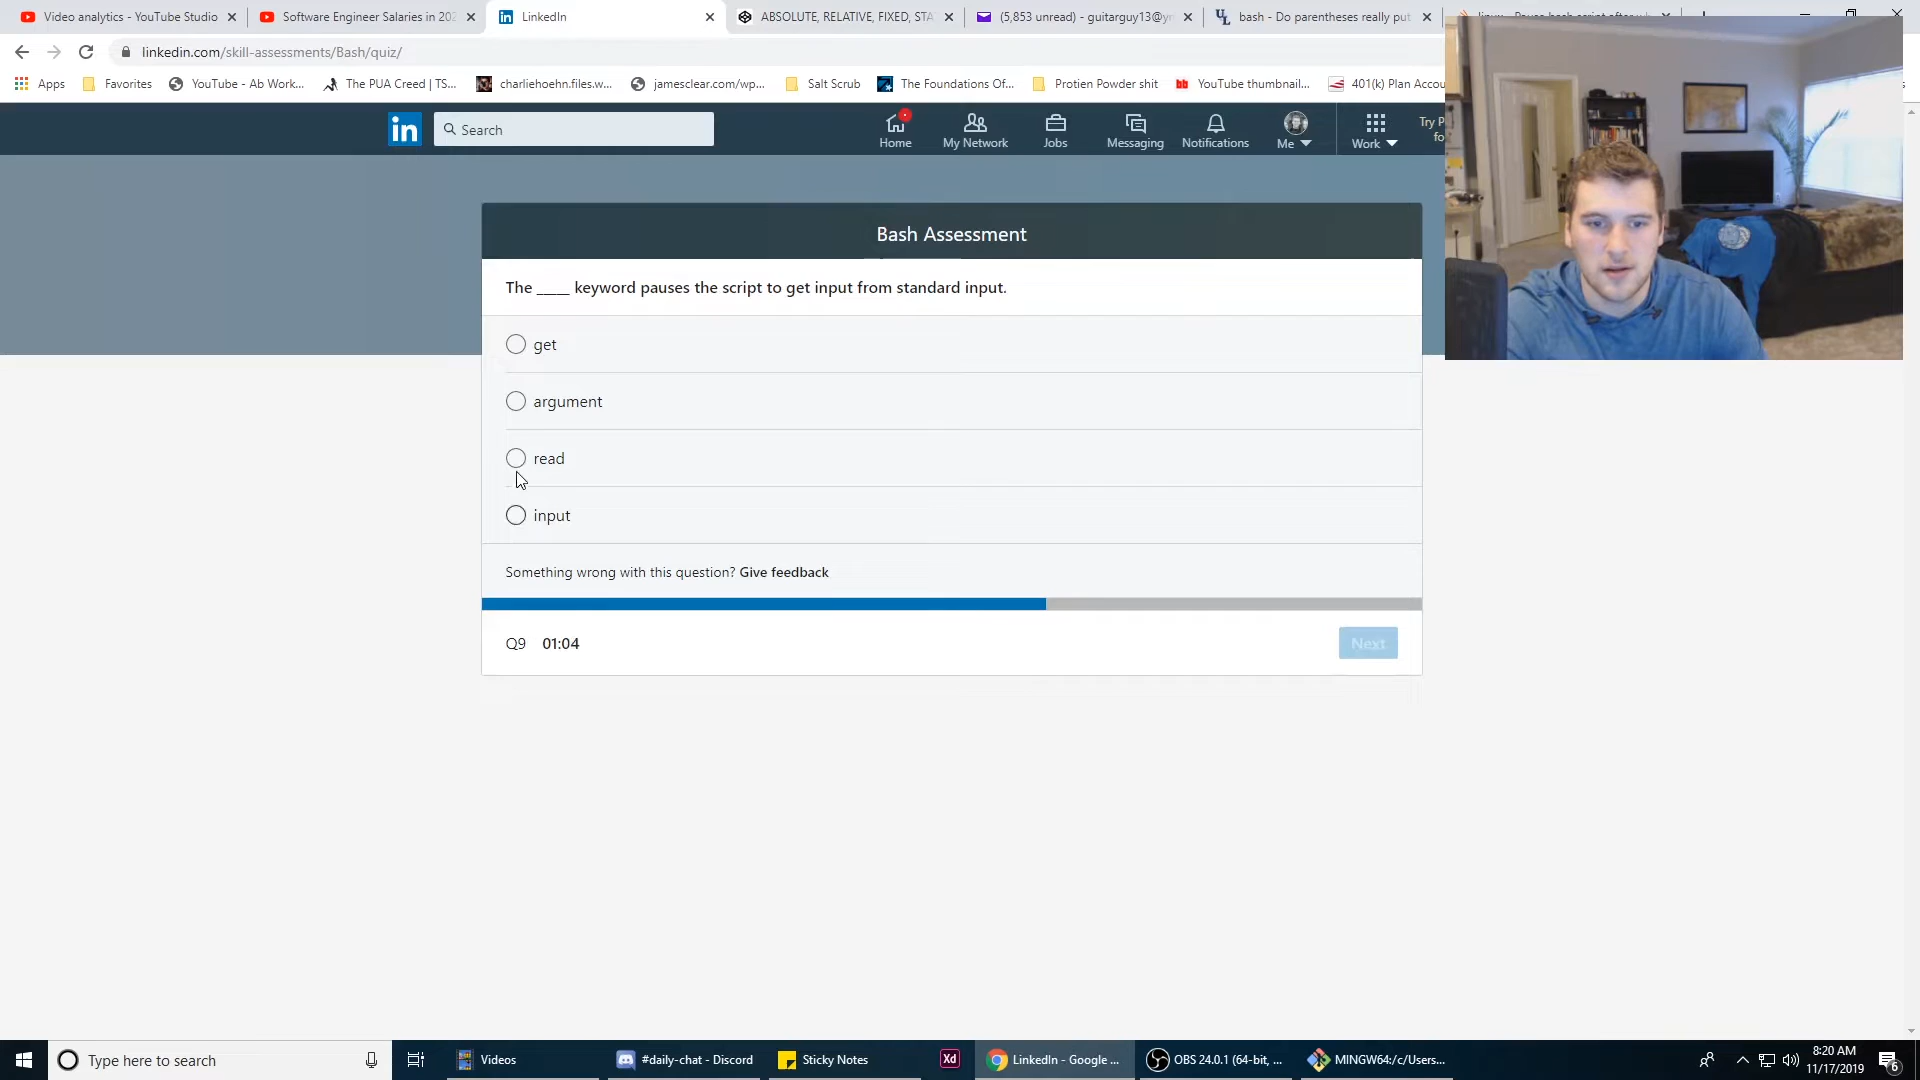 Video analytics - YouTube Studio
Software Engineer Salaries in 202
LinkedIn
ABSOLUTE, RELATIVE, FIXED, STA
(5,853 unread) - guitarguy13@y
bash - Do parentheses really put
linkedin.com/skill-assessments/Bash/quiz/
Apps
Favorites
YouTube - Ab Work...
The PUA Creed | TS...
charliehoehn.files.w...
jamesclear.com/wp...
Salt Scrub
The Foundations Of...
Protien Powder shit
YouTube thumbnail...
401(k) Plan Accou
in
Search
Home
My Network
Jobs
Messaging
Notifications
Me
Work
Try P
fo
Bash Assessment
The _____ keyword pauses the script to get input from standard input.
get
argument
read
input
Something wrong with this question? Give feedback
Q9 01:04
Next
Type here to search
Videos
#daily-chat - Discord
Sticky Notes
Xd
LinkedIn - Google ...
OBS 24.0.1 (64-bit, ...
MINGW64:/c/Users...
8:20 AM
11/17/2019
6